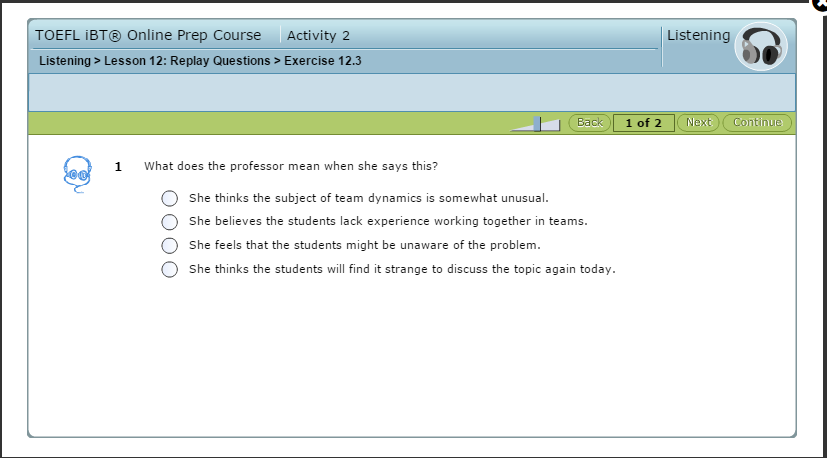 TOEFL iBT® Online Prep Course Activity 2 Listening
Listening > Lesson 12: Replay Questions > Exercise 12.3
Back 1 of 2 Next Continue
1 What does the professor mean when she says this?
She thinks the subject of team dynamics is somewhat unusual.
She believes the students lack experience working together in teams.
She feels that the students might be unaware of the problem.
She thinks the students will find it strange to discuss the topic again today.